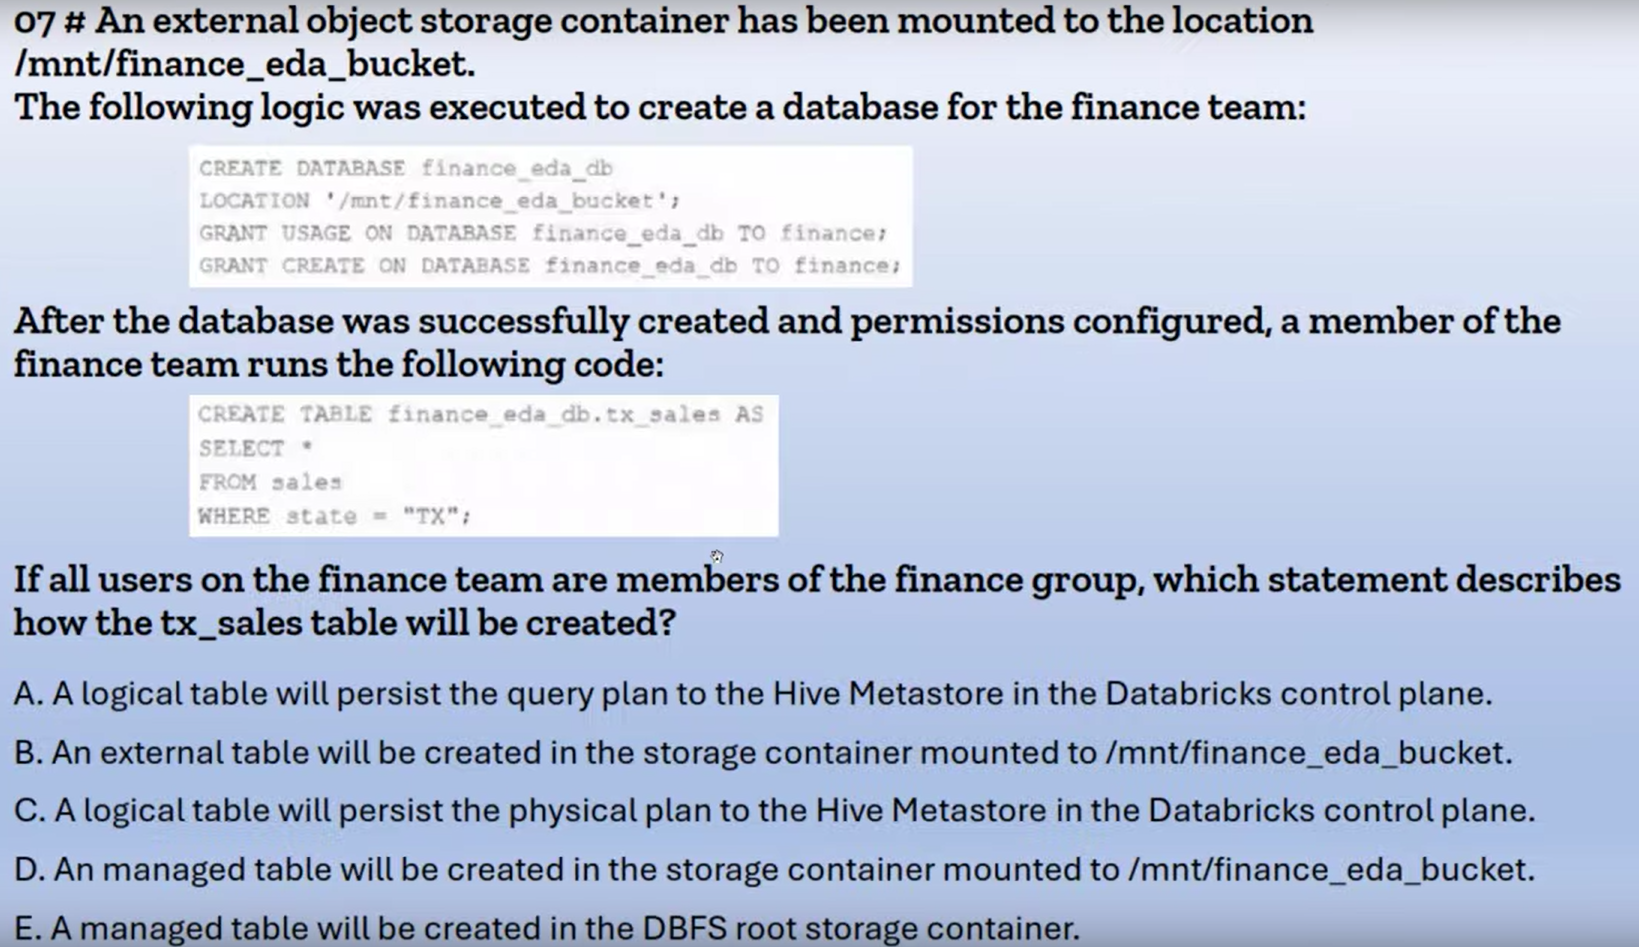 07 # An external object storage container has been mounted to the location
/mnt/finance_eda_bucket.
The following logic was executed to create a database for the finance team:
CREATE DATABASE finance_eda_db
LOCATION '/mnt/finance_eda_bucket';
GRANT USAGE ON DATABASE finance_eda_db TO finance;
GRANT CREATE ON DATABASE finance_eda_db TO finance;
After the database was successfully created and permissions configured, a member of the
finance team runs the following code:
CREATE TABLE finance_eda_db.tx_sales AS
SELECT *
FROM sales
WHERE state = "TX";
If all users on the finance team are members of the finance group, which statement describes
how the tx_sales table will be created?
A. A logical table will persist the query plan to the Hive Metastore in the Databricks control plane.
B. An external table will be created in the storage container mounted to /mnt/finance_eda_bucket.
C. A logical table will persist the physical plan to the Hive Metastore in the Databricks control plane.
D. An managed table will be created in the storage container mounted to /mnt/finance_eda_bucket.
E. A managed table will be created in the DBFS root storage container.